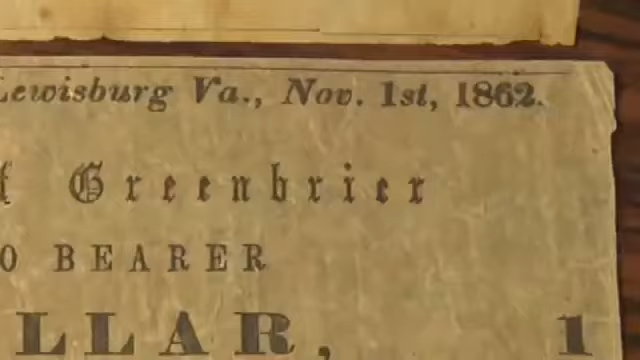 Lewisburg Va., Nov. 1st, 1862.
f Greenbrier
O BEARER
LLAR, 1